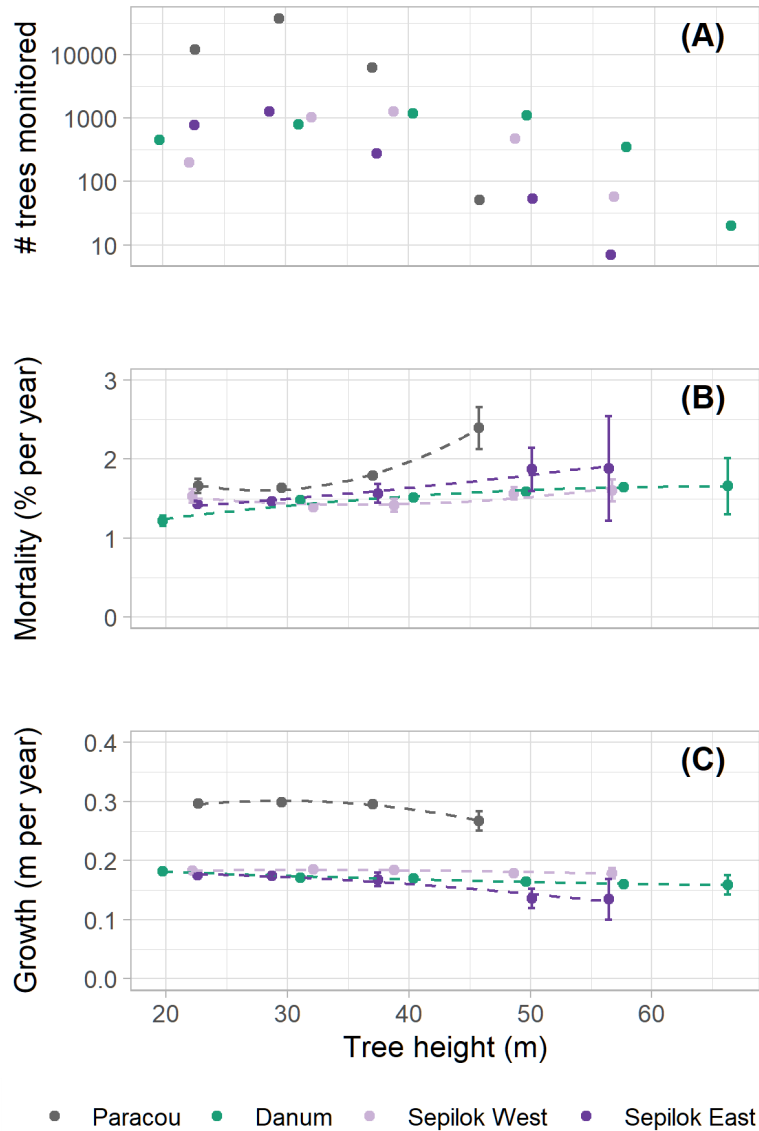 (A)
# trees monitored
10000
1000
100
10
(B)
Mortality (% per year)
3
2
1
0
(C)
Growth (m per year)
0.4
0.3
0.2
0.1
0.0
20 30 40 50 60
Tree height (m)
Paracou Danum Sepilok West Sepilok East